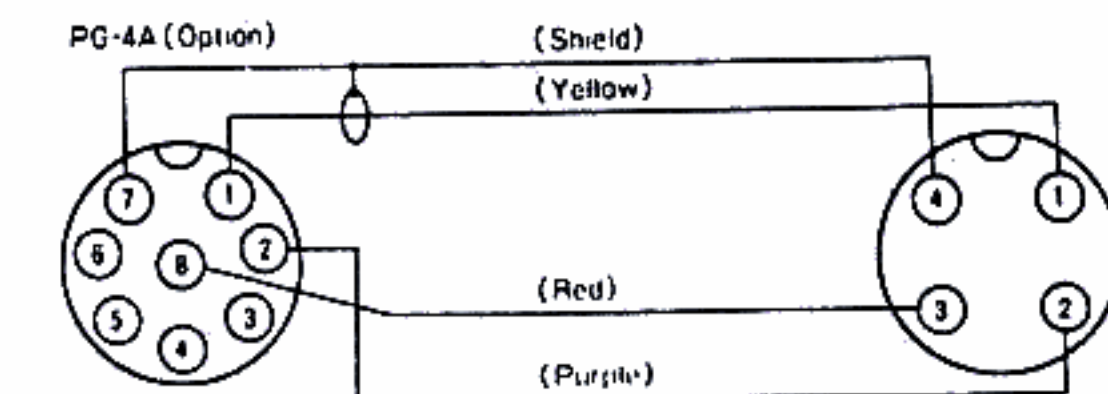 PG-4A (Option)
(Shield)
(Yellow)
7 1
4 1
6 8 2
(Red)
5 3
3 2
4
(Purple)